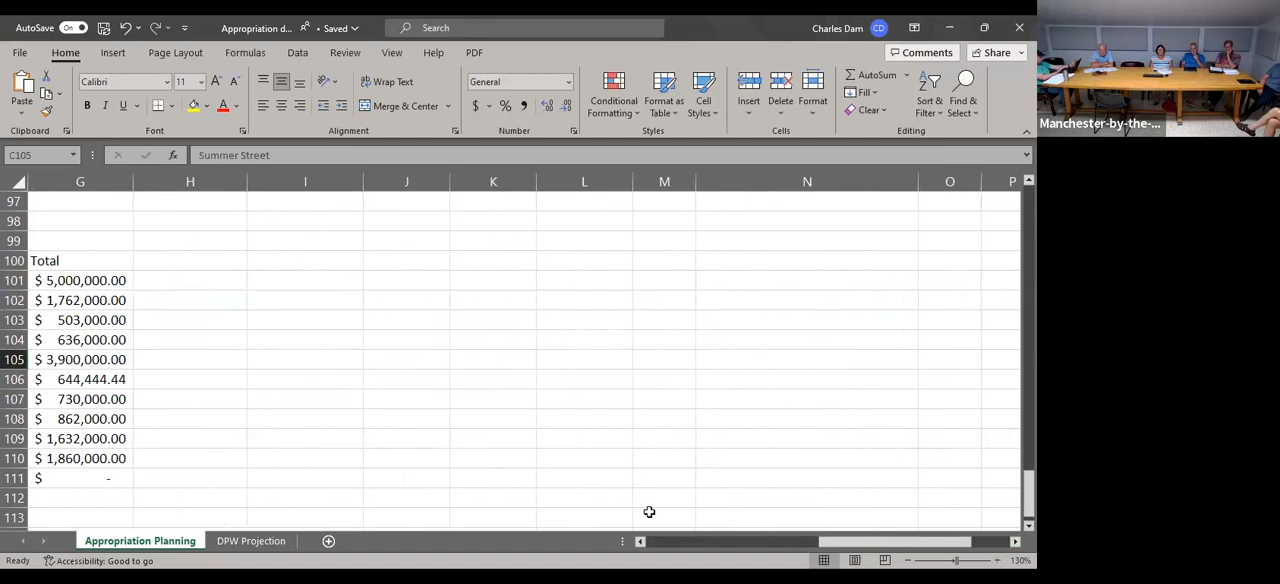 AutoSave On Appropriation d... • Saved Search Charles Dam CD
File Home Insert Page Layout Formulas Data Review View Help PDF Comments Share
Paste Calibri 11 A A Wrap Text General AutoSum
B I U A Merge & Center $ % , Conditional Formatting Format as Table Cell Styles Insert Delete Format Fill Clear Sort & Filter Find & Select
Clipboard Font Alignment Number Styles Cells Editing
C105 fx Summer Street
G H I J K L M N O P
97
98
99
100 Total
101 $ 5,000,000.00
102 $ 1,762,000.00
103 $ 503,000.00
104 $ 636,000.00
105 $ 3,900,000.00
106 $ 644,444.44
107 $ 730,000.00
108 $ 862,000.00
109 $ 1,632,000.00
110 $ 1,860,000.00
111 $ -
112
113
Appropriation Planning DPW Projection
Ready Accessibility: Good to go 130%
Manchester-by-the-...